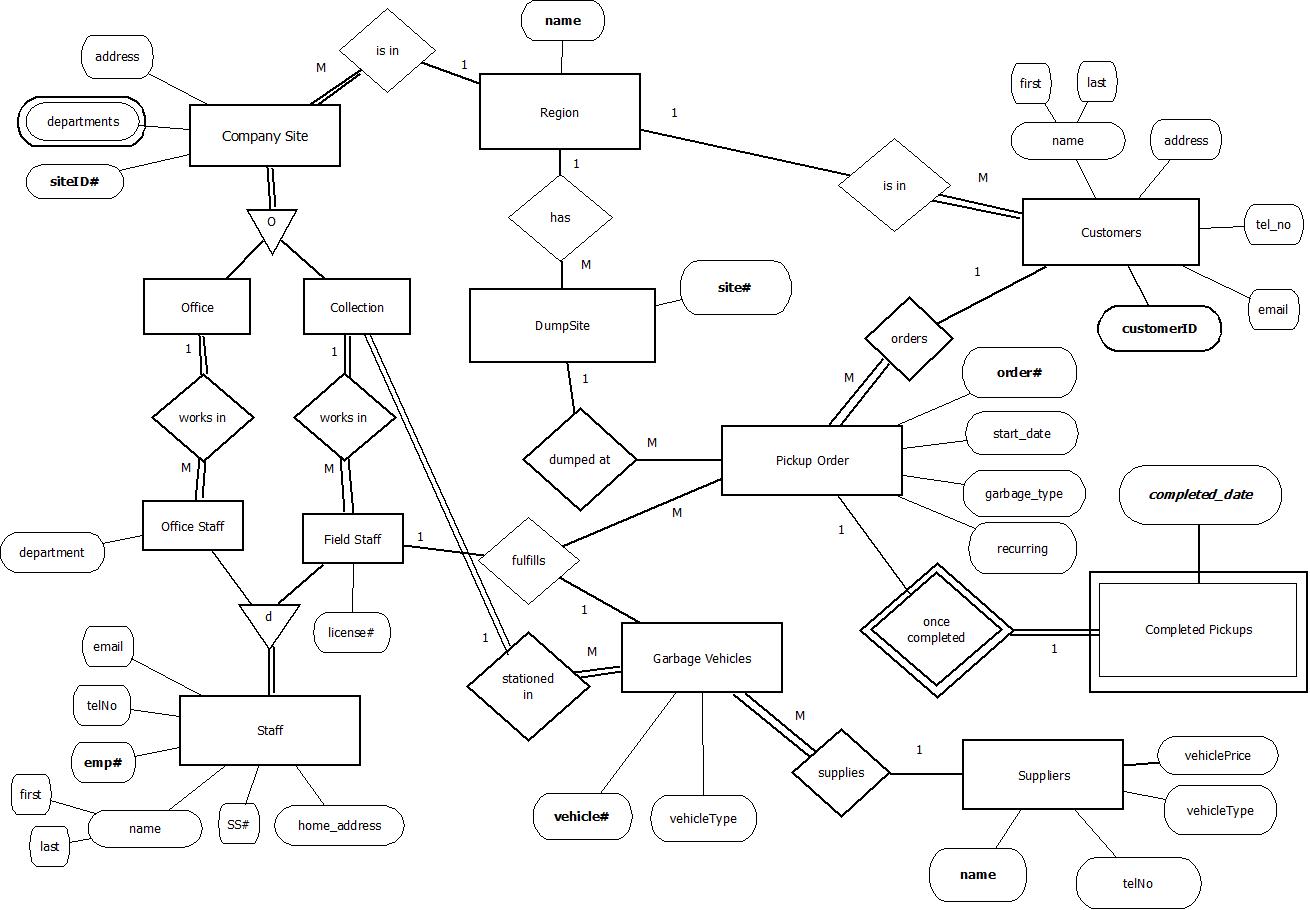 name
is in
address
M
1
first
last
Region
1
departments
Company Site
name
address
1
is in
M
siteID#
has
O
tel_no
Customers
M
1
site#
Office
Collection
email
DumpSite
customerID
orders
1
1
order#
1
M
works in
works in
start_date
M
dumped at
M
Pickup Order
M
M
garbage_type
completed_date
M
Office Staff
1
1
department
Field Staff
recurring
fulfills
1
d
once
completed
Completed Pickups
license#
1
email
1
M
Garbage Vehicles
stationed
in
telNo
M
Staff
1
vehiclePrice
emp#
supplies
Suppliers
first
vehicleType
vehicle#
vehicleType
name
SS#
home_address
last
name
telNo